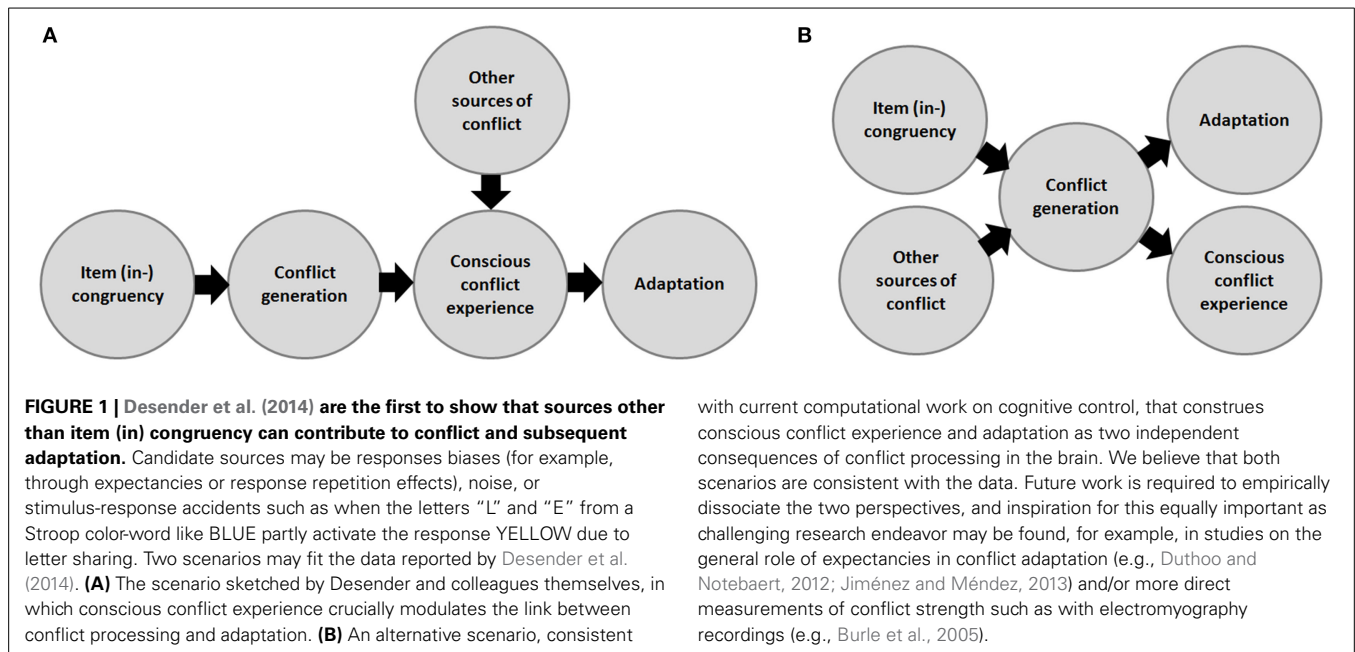 A
Other
sources of
conflict
Item (in-)
congruency
Conflict
generation
Conscious
conflict
experience
Adaptation
B
Item (in-)
congruency
Other
sources of
conflict
Conflict
generation
Adaptation
Conscious
conflict
experience
FIGURE 1 | Desender et al. (2014) are the first to show that sources other
than item (in) congruency can contribute to conflict and subsequent
adaptation. Candidate sources may be responses biases (for example,
through expectancies or response repetition effects), noise, or
stimulus-response accidents such as when the letters “L” and “E” from a
Stroop color-word like BLUE partly activate the response YELLOW due to
letter sharing. Two scenarios may fit the data reported by Desender et al.
(2014). (A) The scenario sketched by Desender and colleagues themselves, in
which conscious conflict experience crucially modulates the link between
conflict processing and adaptation. (B) An alternative scenario, consistent
with current computational work on cognitive control, that construes
conscious conflict experience and adaptation as two independent
consequences of conflict processing in the brain. We believe that both
scenarios are consistent with the data. Future work is required to empirically
dissociate the two perspectives, and inspiration for this equally important as
challenging research endeavor may be found, for example, in studies on the
general role of expectancies in conflict adaptation (e.g., Duthoo and
Notebaert, 2012; Jiménez and Méndez, 2013) and/or more direct
measurements of conflict strength such as with electromyography
recordings (e.g., Burle et al., 2005).